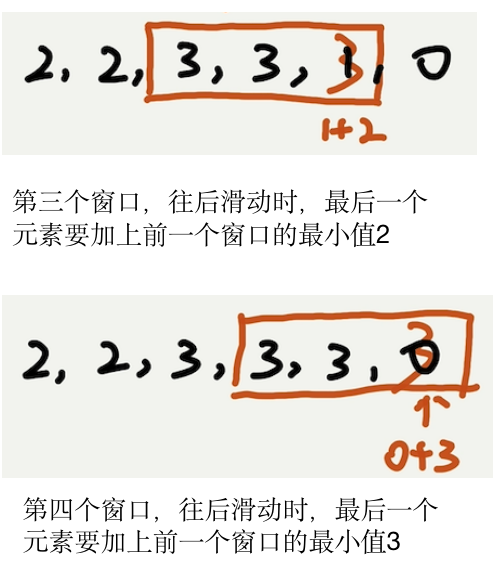 2, 2, 3, 3, 1, 0
3
1+2
第三个窗口，往后滑动时，最后一个
元素要加上前一个窗口的最小值2
2, 2, 3, 3, 3, 0
3
0+3
第四个窗口，往后滑动时，最后一个
元素要加上前一个窗口的最小值3